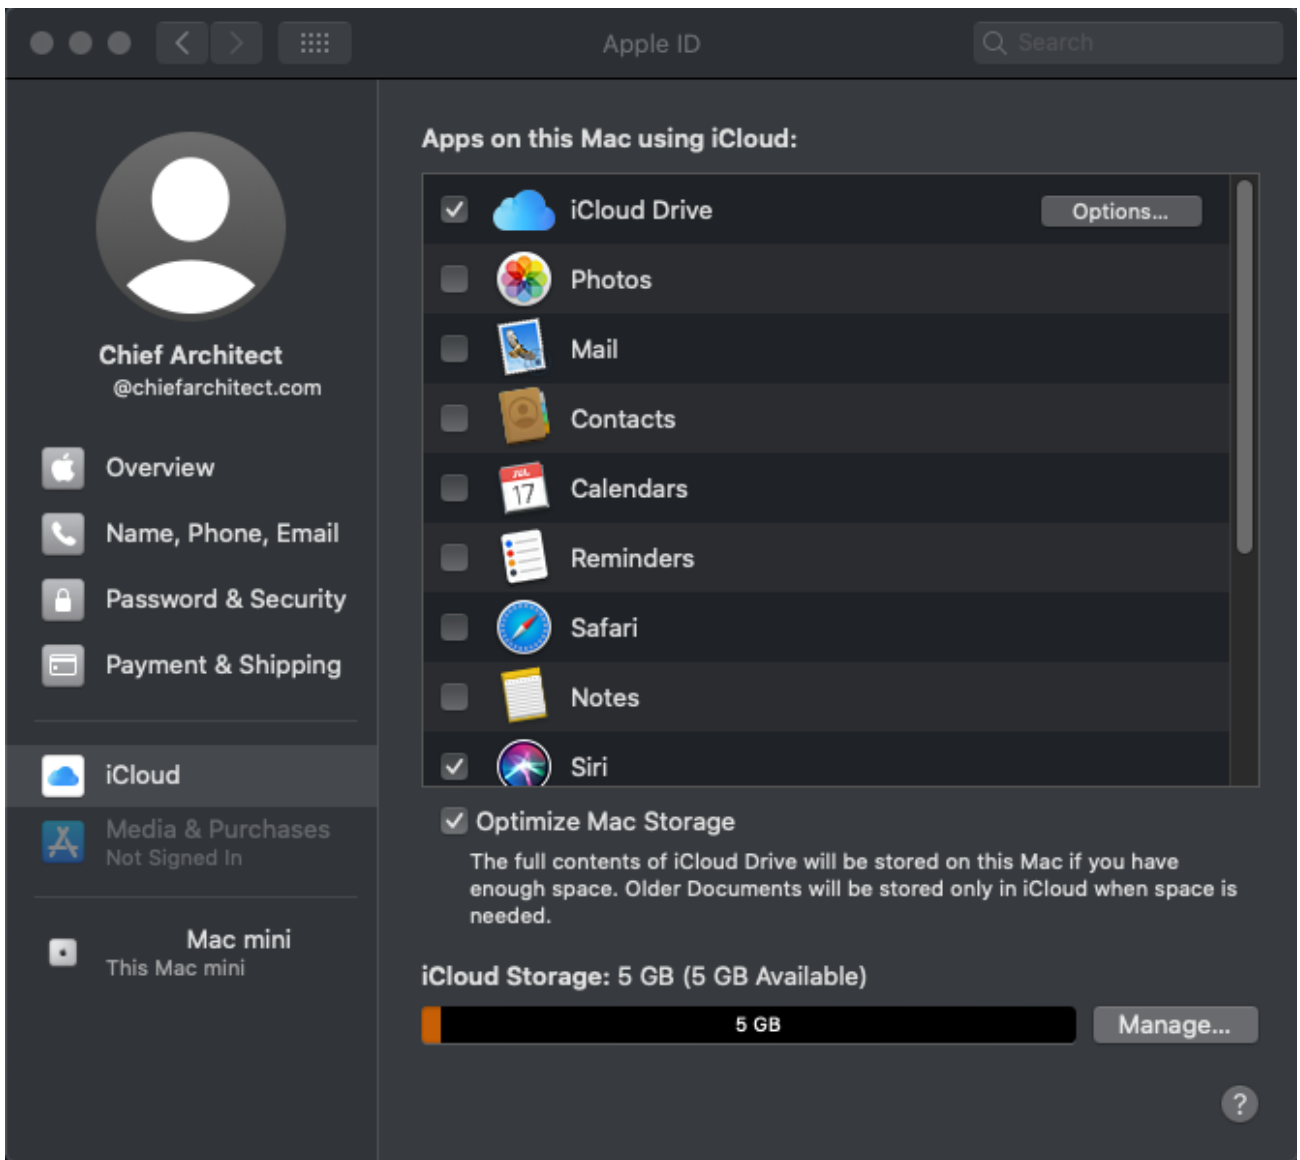 Apple ID
Search
Chief Architect
@chiefarchitect.com
Overview
Name, Phone, Email
Password & Security
Payment & Shipping
iCloud
Media & Purchases
Not Signed In
Mac mini
This Mac mini
Apps on this Mac using iCloud:
iCloud Drive
Options...
Photos
Mail
Contacts
JUL
17
Calendars
Reminders
Safari
Notes
Siri
Optimize Mac Storage
The full contents of iCloud Drive will be stored on this Mac if you have
enough space. Older Documents will be stored only in iCloud when space is
needed.
iCloud Storage: 5 GB (5 GB Available)
5 GB
Manage...
?